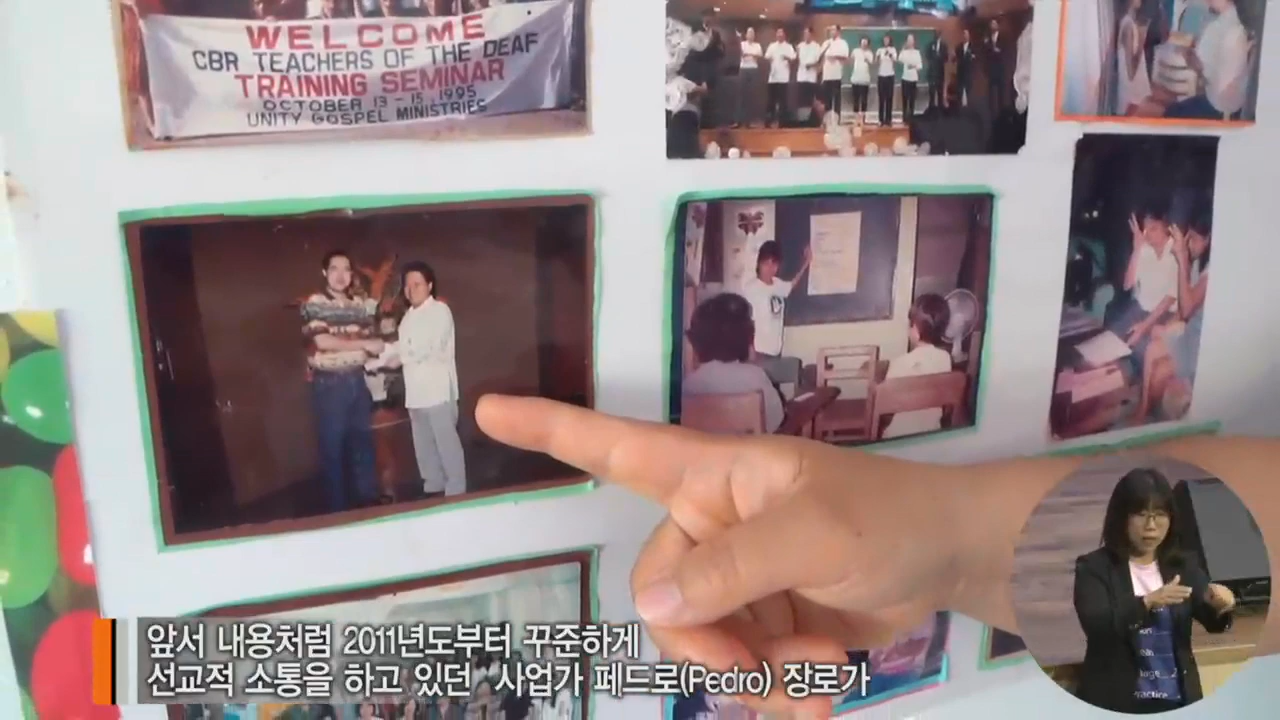 WELCOME
CBR TEACHERS OF THE DEAF
TRAINING SEMINAR
OCTOBER 13 - 15, 1995
UNITY GOSPEL MINISTRIES
앞서 내용처럼 2011년도부터 꾸준하게
선교적 소통을 하고 있던 사업가 페드로(Pedro) 장로가